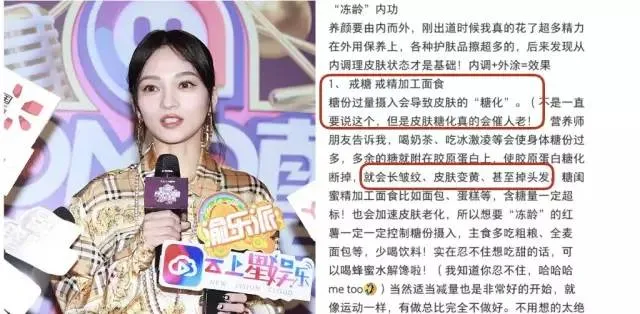 渝乐派
云上星娱乐
NEW VISION CLOUD
"冻龄"内功
养颜要由内而外，刚出道时候我真的花了超多精力
在外用保养上，各种护肤品擦超多的，后来发现从
内调理皮肤状态才是基础！内调+外涂=效果
1、 戒糖 戒精加工面食
糖份过量摄入会导致皮肤的"糖化"。（不是一直
要说这个，但是皮肤糖化真的会催人老！ 营养师
朋友告诉我，喝奶茶、吃冰激凌等会使身体糖份过
多，多余的糖就附在胶原蛋白上，使胶原蛋白糖化
断掉，就会长皱纹、皮肤变黄、甚至掉头发 糖闺
蜜精加工面食比如面包、蛋糕等，含糖量一定超
标！也会加速皮肤老化，所以想要"冻龄"的红
薯一定一定控制糖份摄入，主食多吃粗粮、全麦
面包等，少喝饮料！实在忍不住想吃甜的话，可
以喝蜂蜜水解馋啦！（我知道你忍不住，哈哈哈
me too🤣）当然适当减量也是非常好的开始，就
像运动一样，有做总比完全不做好。不用想的太绝